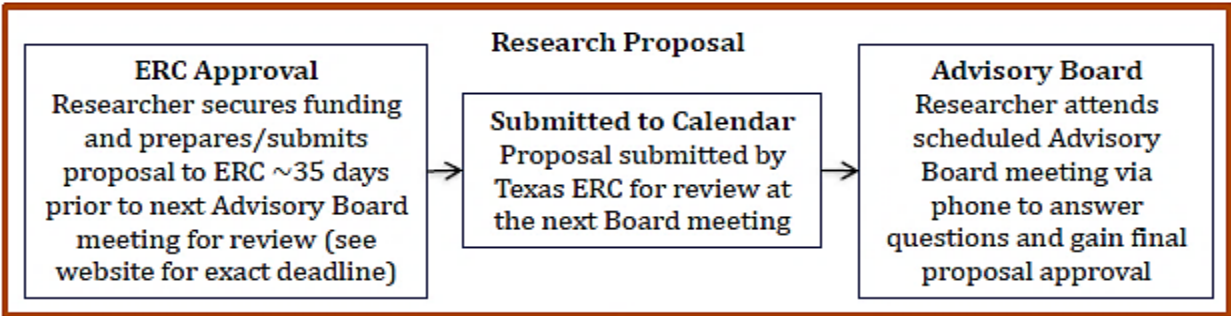 Research Proposal
ERC Approval
Researcher secures funding
and prepares/submits
proposal to ERC ~35 days
prior to next Advisory Board
meeting for review (see
website for exact deadline)
Submitted to Calendar
Proposal submitted by
Texas ERC for review at
the next Board meeting
Advisory Board
Researcher attends
scheduled Advisory
Board meeting via
phone to answer
questions and gain final
proposal approval